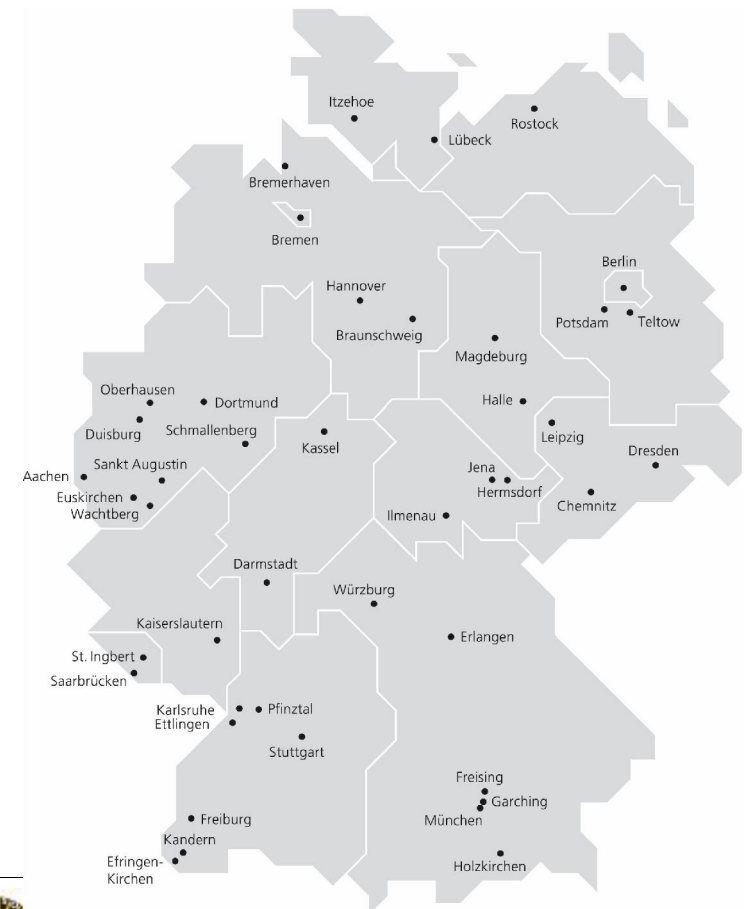 Itzehoe
Rostock
Lübeck
Bremerhaven
Bremen
Berlin
Hannover
Potsdam
Teltow
Braunschweig
Magdeburg
Oberhausen
Halle
Dortmund
Duisburg
Schmallenberg
Leipzig
Kassel
Dresden
Sankt Augustin
Jena
Aachen
Hermsdorf
Euskirchen
Chemnitz
Wachtberg
Ilmenau
Darmstadt
Würzburg
Kaiserslautern
Erlangen
St. Ingbert
Saarbrücken
Karlsruhe
Pfinztal
Ettlingen
Stuttgart
Freising
Garching
Freiburg
München
Kandern
Efringen-
Kirchen
Holzkirchen